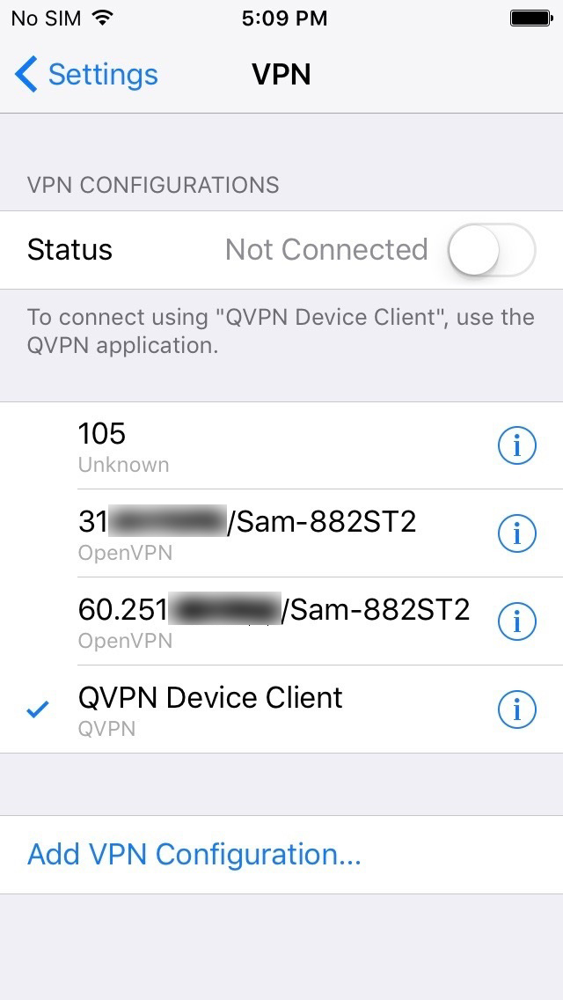 No SIM 5:09 PM
Settings VPN
VPN CONFIGURATIONS
Status Not Connected
To connect using "QVPN Device Client", use the
QVPN application.
105
Unknown
31 /Sam-882ST2
OpenVPN
60.251 /Sam-882ST2
OpenVPN
QVPN Device Client
QVPN
Add VPN Configuration...